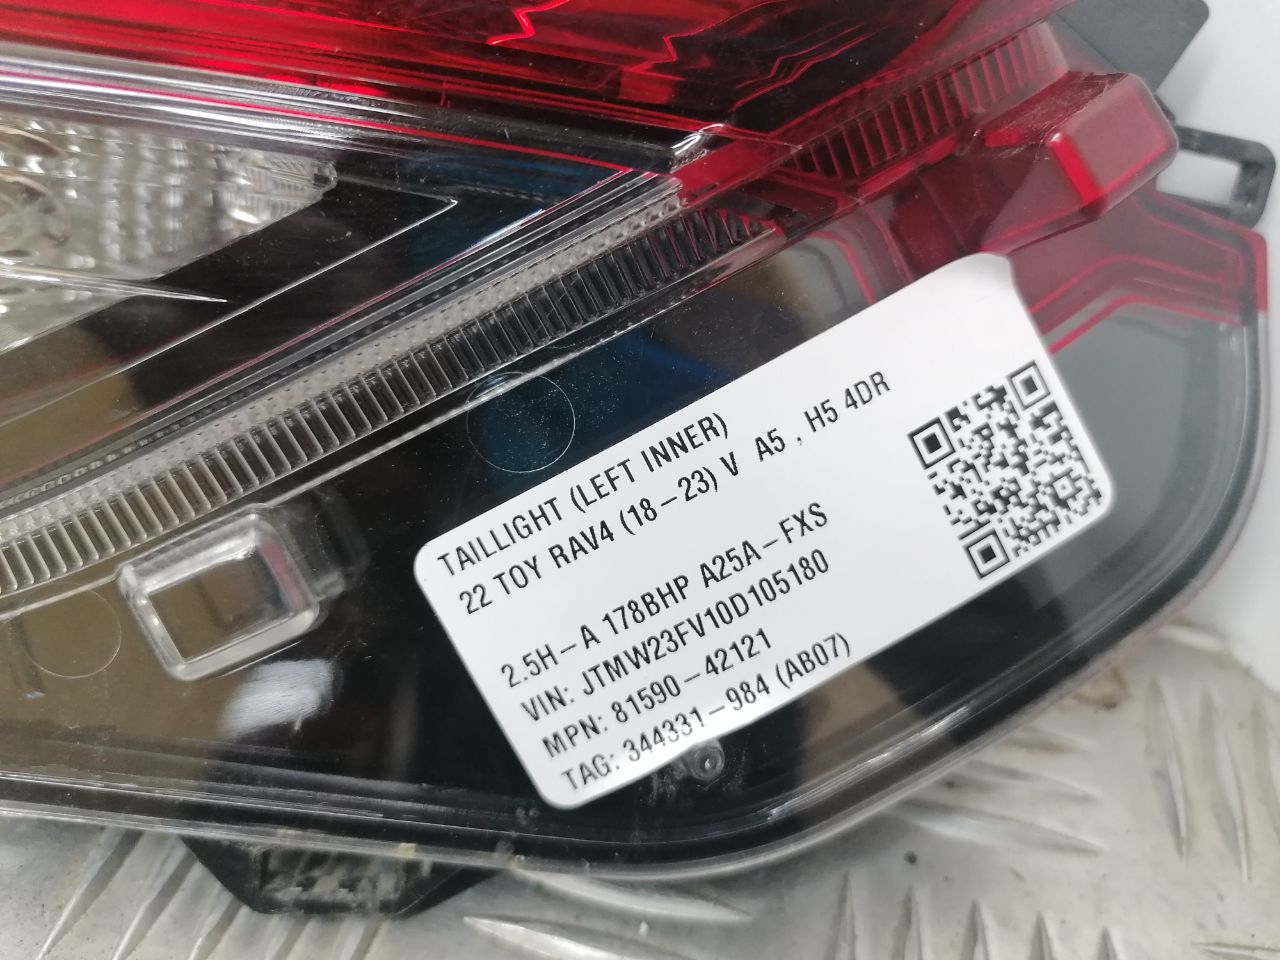 TAILLIGHT (LEFT INNER)
22 TOY RAV4 (18-23) V A5 , H5 4DR
2.5H-A 178BHP A25A-FXS
VIN: JTMW23FV10D105180
MPN: 81590-42121
TAG: 344331-984 (AB07)